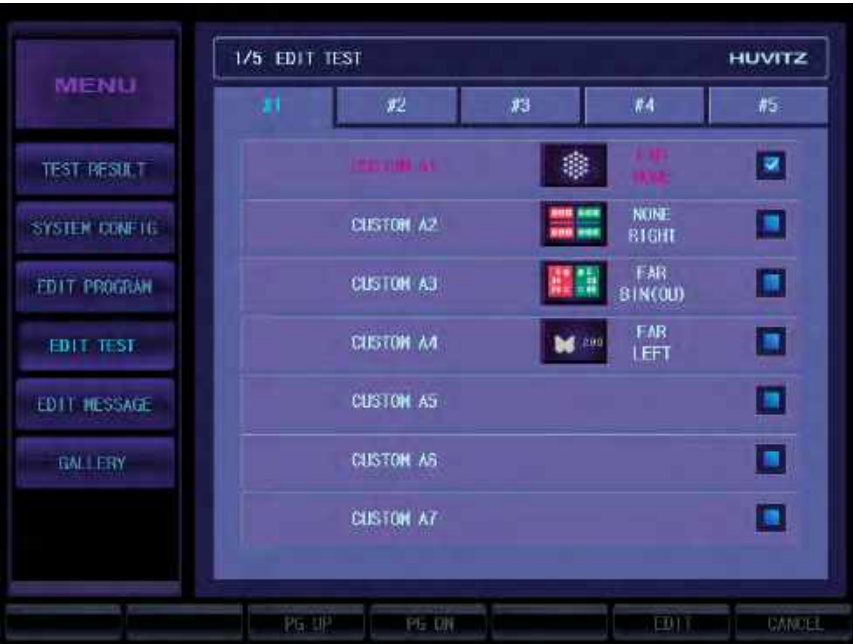 MENU
TEST RESULT
SYSTEM CONFIG
EDIT PROGRAM
EDIT TEST
EDIT MESSAGE
GALLERY
1/5 EDIT TEST
HUVITZ
#1 #2 #3 #4 #5
CUSTOM A1
FAR
NONE
CUSTOM A2
NONE
RIGHT
CUSTOM A3
FAR
BIN(OU)
CUSTOM A4
FAR
LEFT
CUSTOM A5
CUSTOM A6
CUSTOM A7
PG UP PG DN EDIT CANCEL